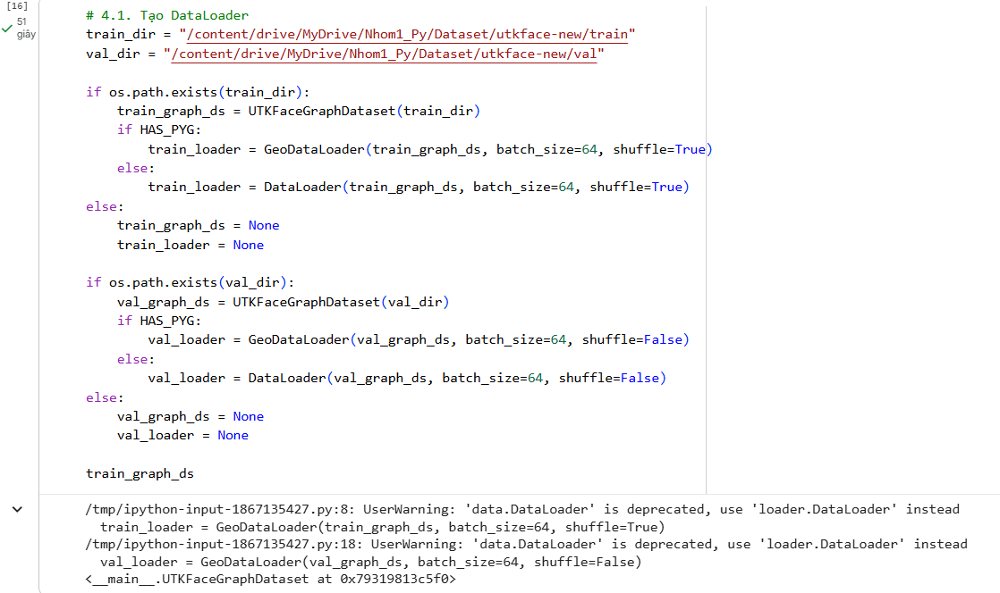 [16]
51
giây
# 4.1. Tạo DataLoader
train_dir = "/content/drive/MyDrive/Nhom1_Py/Dataset/utkface-new/train"
val_dir = "/content/drive/MyDrive/Nhom1_Py/Dataset/utkface-new/val"
if os.path.exists(train_dir):
    train_graph_ds = UTKFaceGraphDataset(train_dir)
    if HAS_PYG:
        train_loader = GeoDataLoader(train_graph_ds, batch_size=64, shuffle=True)
    else:
        train_loader = DataLoader(train_graph_ds, batch_size=64, shuffle=True)
else:
    train_graph_ds = None
    train_loader = None
if os.path.exists(val_dir):
    val_graph_ds = UTKFaceGraphDataset(val_dir)
    if HAS_PYG:
        val_loader = GeoDataLoader(val_graph_ds, batch_size=64, shuffle=False)
    else:
        val_loader = DataLoader(val_graph_ds, batch_size=64, shuffle=False)
else:
    val_graph_ds = None
    val_loader = None
train_graph_ds
/tmp/ipython-input-1867135427.py:8: UserWarning: 'data.DataLoader' is deprecated, use 'loader.DataLoader' instead
  train_loader = GeoDataLoader(train_graph_ds, batch_size=64, shuffle=True)
/tmp/ipython-input-1867135427.py:18: UserWarning: 'data.DataLoader' is deprecated, use 'loader.DataLoader' instead
  val_loader = GeoDataLoader(val_graph_ds, batch_size=64, shuffle=False)
<__main__.UTKFaceGraphDataset at 0x79319813c5f0>